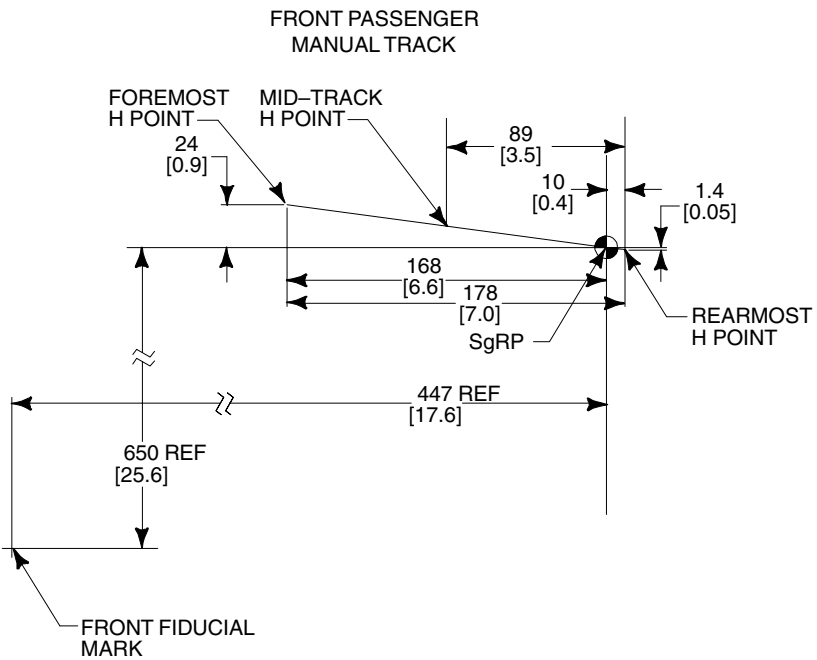 FRONT PASSENGER
MANUAL TRACK
FOREMOST
H POINT
MID–TRACK
H POINT
24
[0.9]
89
[3.5]
10
[0.4]
1.4
[0.05]
168
[6.6]
178
[7.0]
SgRP
REARMOST
H POINT
447 REF
[17.6]
650 REF
[25.6]
FRONT FIDUCIAL
MARK